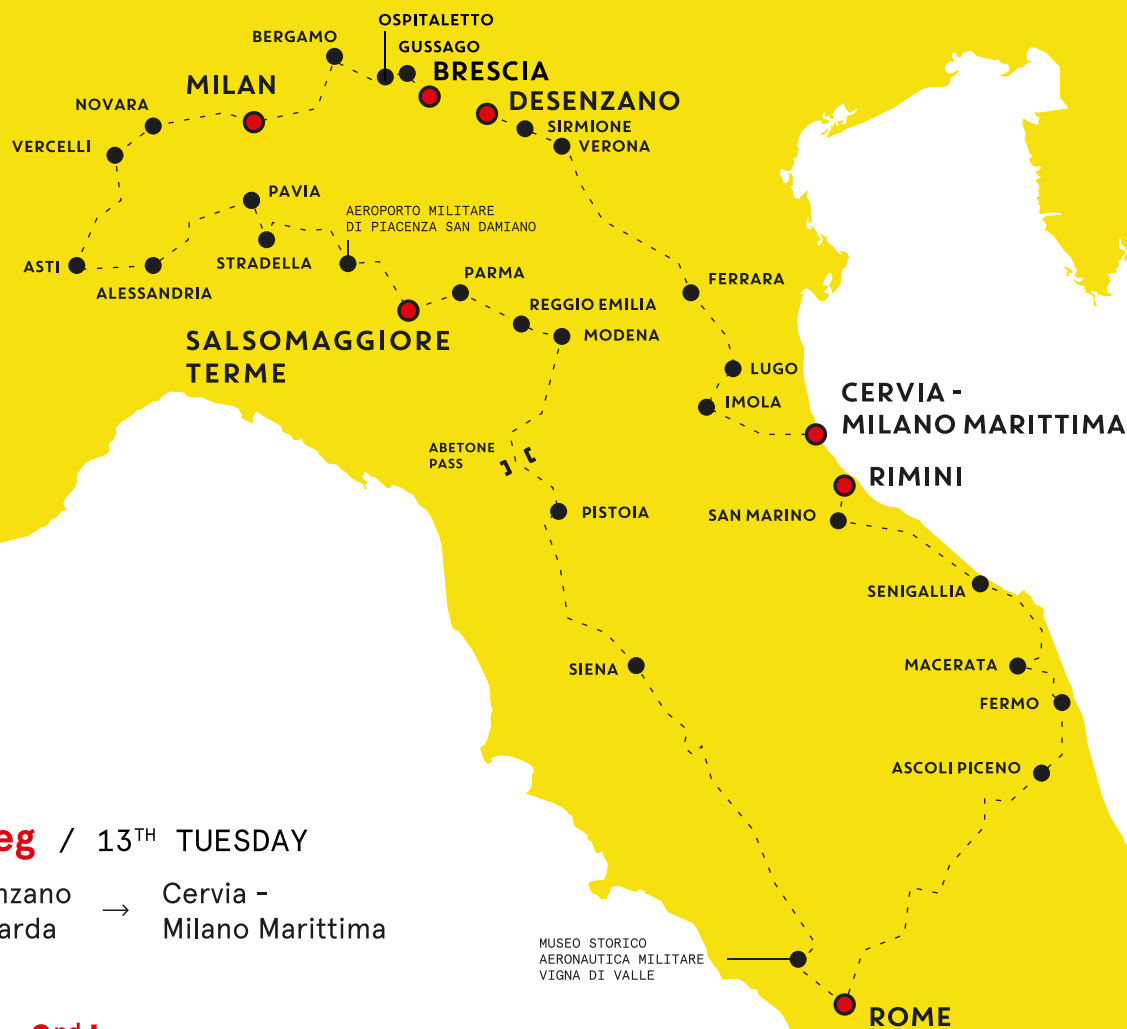 OSPITALETTO
BERGAMO
GUSSAGO
BRESCIA
MILAN
DESENZANO
NOVARA
SIRMIONE
VERCELLI
VERONA
PAVIA
AEROPORTO MILITARE
DI PIACENZA SAN DAMIANO
ASTI
STRADELLA
ALESSANDRIA
PARMA
FERRARA
REGGIO EMILIA
MODENA
SALSOMAGGIORE
TERME
LUGO
IMOLA
CERVIA -
MILANO MARITTIMA
ABETONE
PASS
RIMINI
PISTOIA
SAN MARINO
SENIGALLIA
SIENA
MACERATA
FERMO
ASCOLI PICENO
eg / 13TH TUESDAY
nzano → Cervia -
arda Milano Marittima
MUSEO STORICO
AERONAUTICA MILITARE
VIGNA DI VALLE
ROME